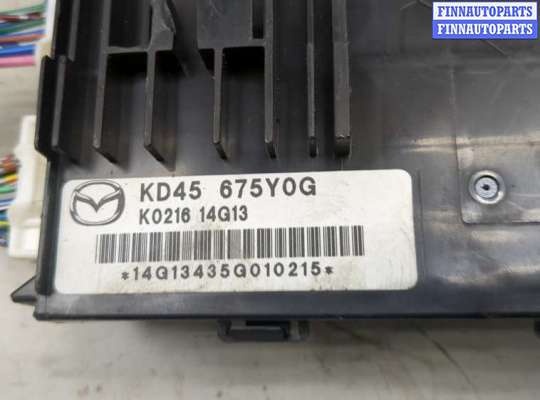 FINNAUTOPARTS
FINNAUTOPARTS
KD45 675Y0G
K0216 14G13
*14G13435G010215*